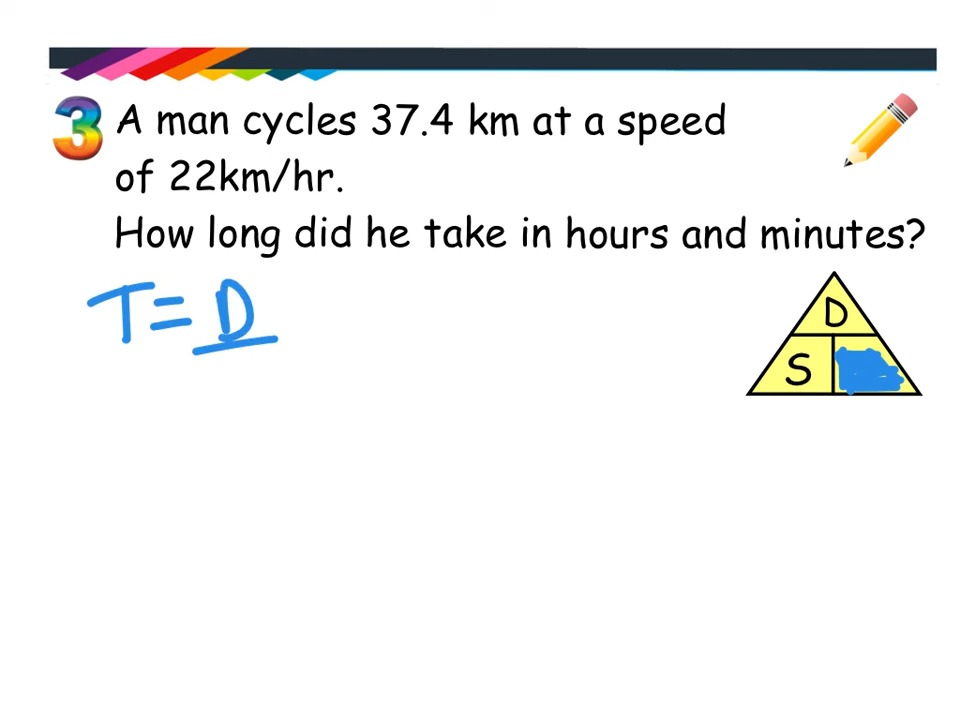 3 A man cycles 37.4 km at a speed
of 22km/hr.
How long did he take in hours and minutes?
T = D
D
S